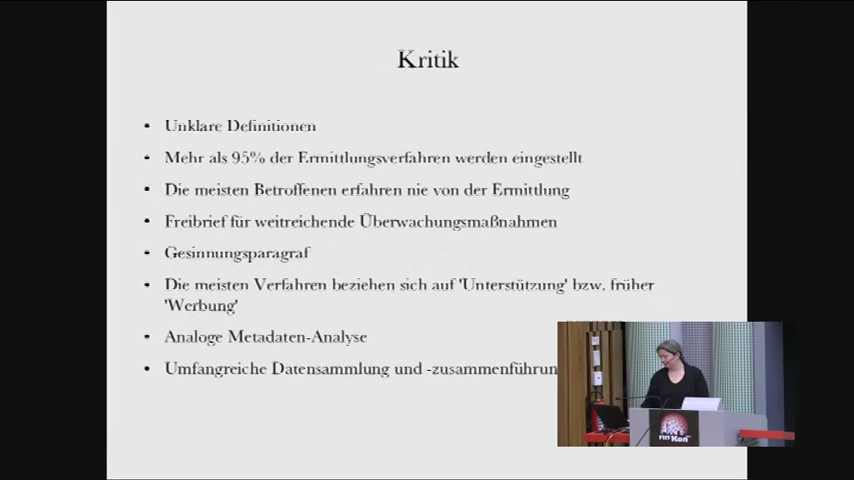 Kritik
• Unklare Definitionen
• Mehr als 95% der Ermittlungsverfahren werden eingestellt
• Die meisten Betroffenen erfahren nie von der Ermittlung
• Freibrief für weitreichende Überwachungsmaßnahmen
• Gesinnungsparagraf
• Die meisten Verfahren beziehen sich auf 'Unterstützung' bzw. früher
'Werbung'
• Analoge Metadaten-Analyse
• Umfangreiche Datensammlung und -zusammenführun
FIfFKon